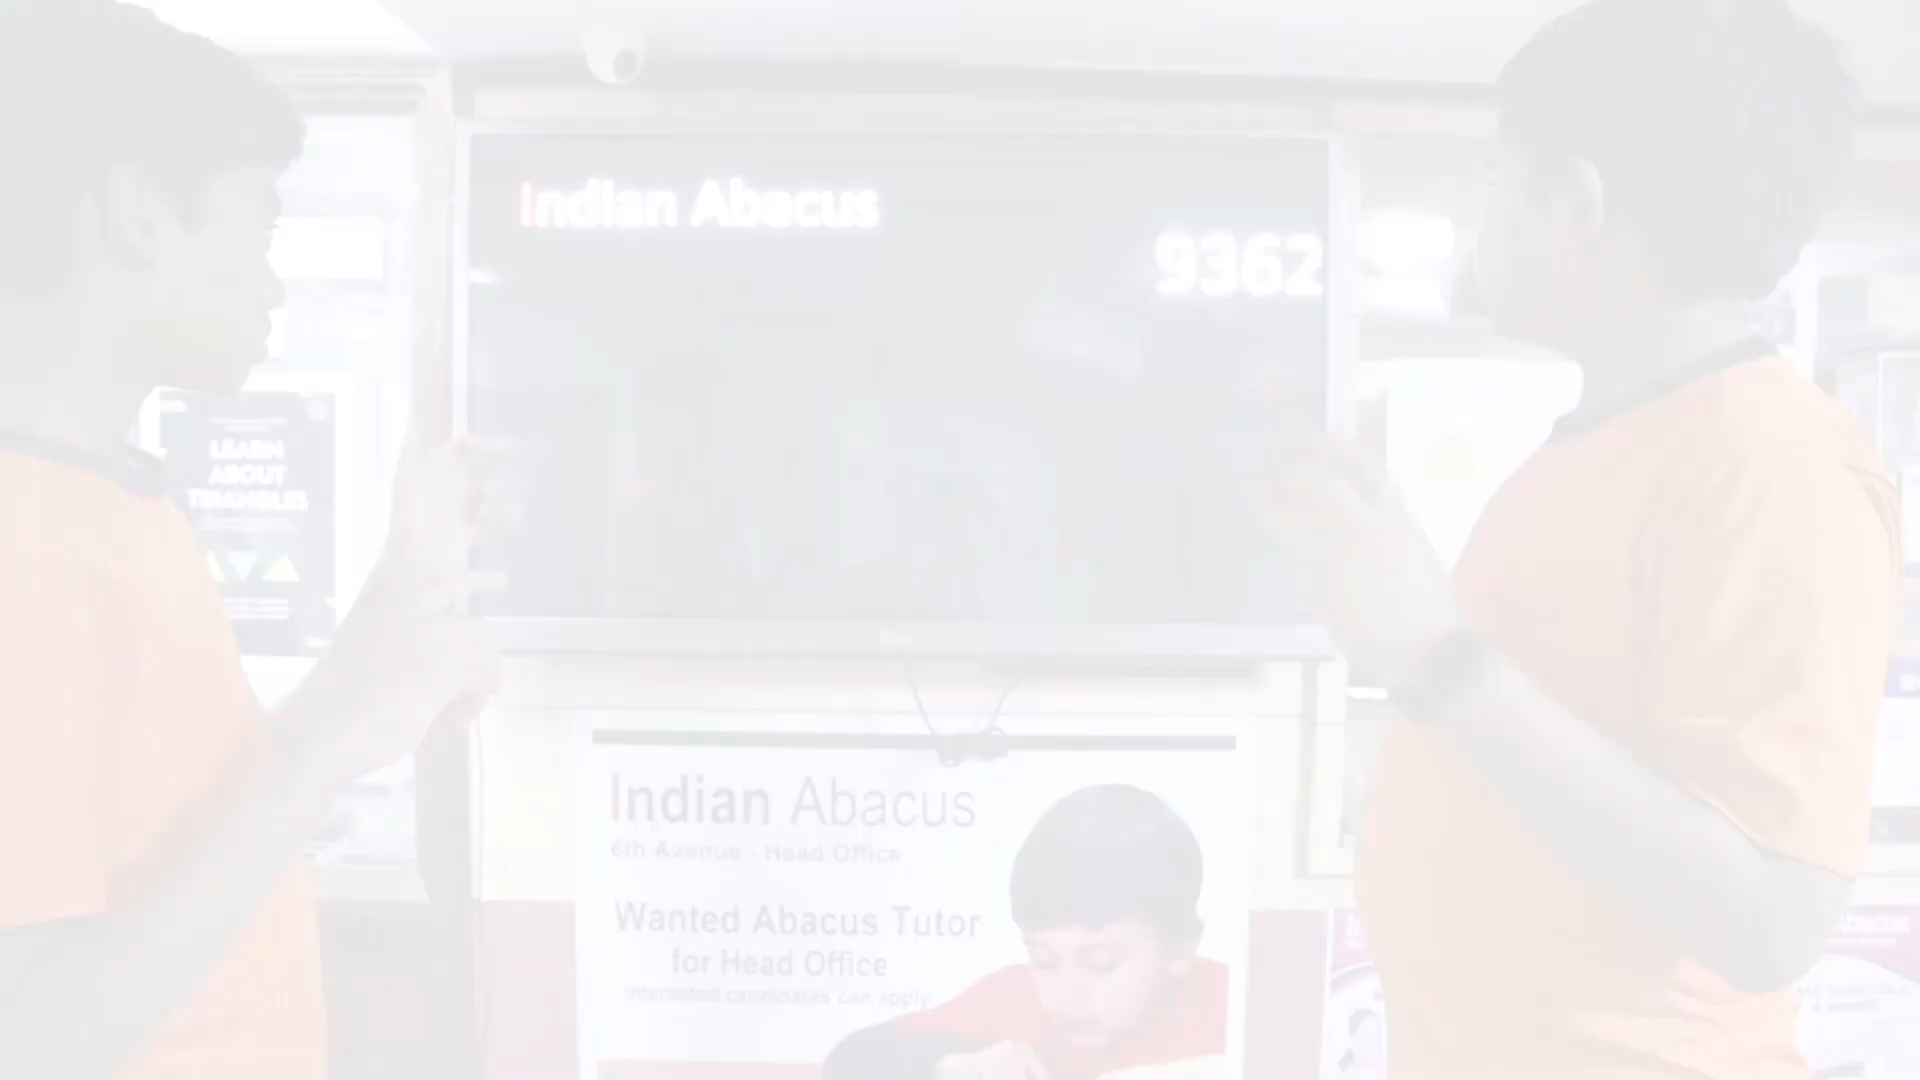 Indian Abacus
9362
LEARN
ABOUT
TRIANGLES
Indian Abacus
6th Avenue - Head Office
Wanted Abacus Tutor
for Head Office
Interested candidates can apply
Abacus